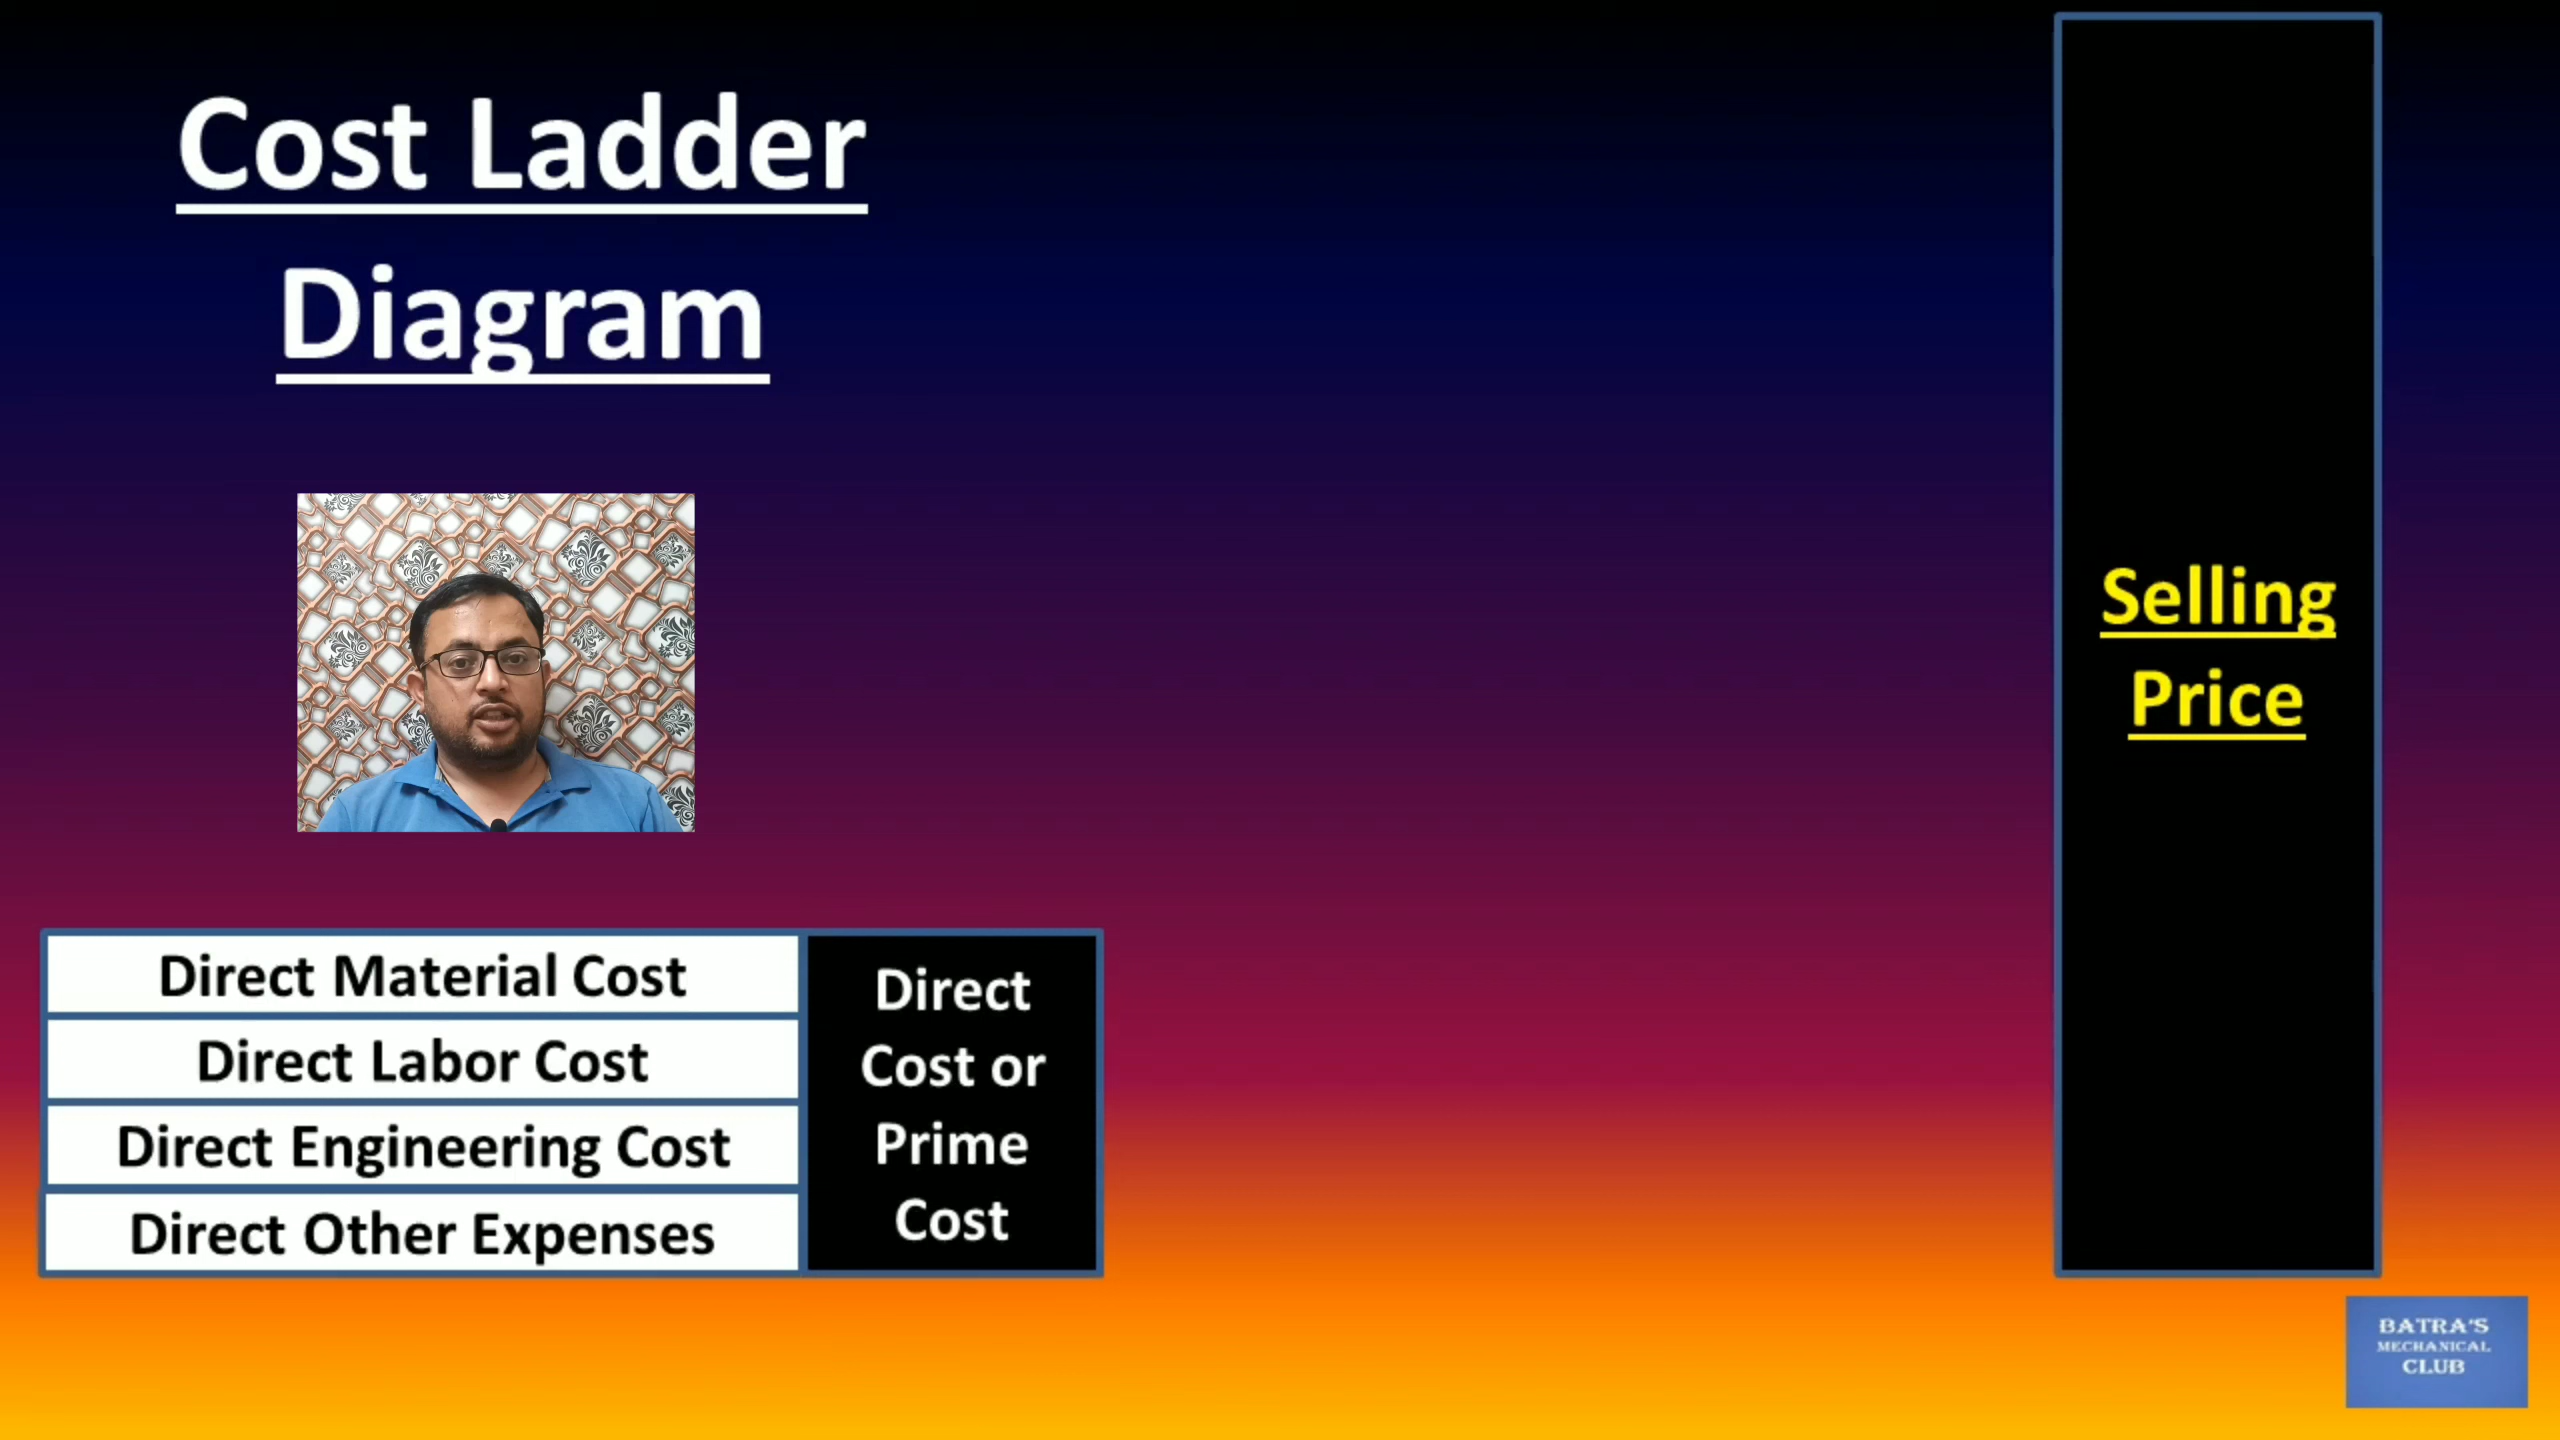 Cost Ladder
Diagram
Selling
Price
Direct Material Cost
Direct Labor Cost
Direct Engineering Cost
Direct Other Expenses
Direct
Cost or
Prime
Cost
BATRA'S
MECHANICAL
CLUB